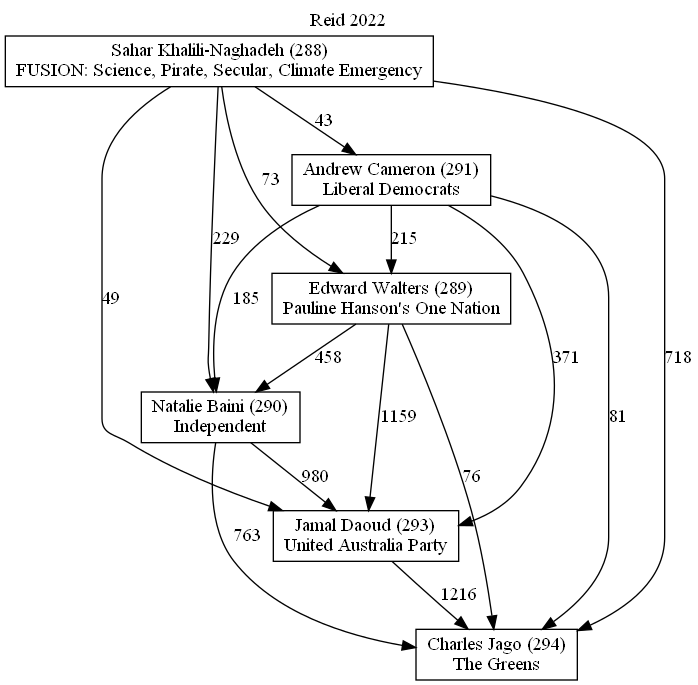 Reid 2022
Sahar Khalili-Naghadeh (288)
FUSION: Science, Pirate, Secular, Climate Emergency
43
Andrew Cameron (291)
Liberal Democrats
73
229
215
49
185
Edward Walters (289)
Pauline Hanson's One Nation
458
371
718
Natalie Baini (290)
Independent
1159
81
980
76
Jamal Daoud (293)
United Australia Party
763
1216
Charles Jago (294)
The Greens